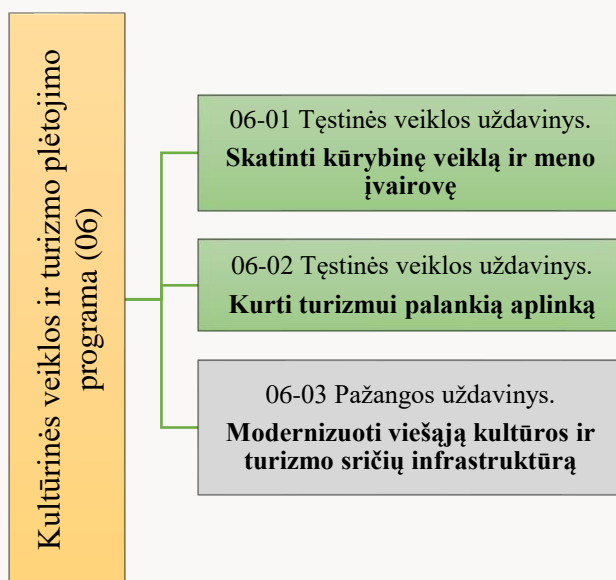 Kultūrinės veiklos ir turizmo plėtojimo
programa (06)
06-01 Tęstinės veiklos uždavinys.
Skatinti kūrybinę veiklą ir meno
įvairovę
06-02 Tęstinės veiklos uždavinys.
Kurti turizmui palankią aplinką
06-03 Pažangos uždavinys.
Modernizuoti viešąją kultūros ir
turizmo sričių infrastruktūrą